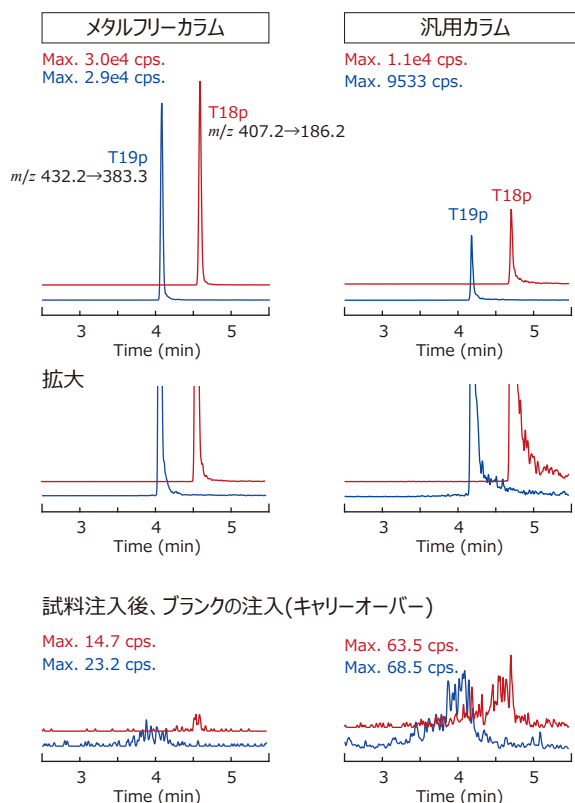 メタルフリーカラム
汎用カラム
Max. 3.0e4 cps.
Max. 2.9e4 cps.
Max. 1.1e4 cps.
Max. 9533 cps.
T18p
m/z 407.2→186.2
T19p
m/z 432.2→383.3
T19p
T18p
3 4 5
Time (min)
3 4 5
Time (min)
拡大
3 4 5
Time (min)
3 4 5
Time (min)
試料注入後、ブランクの注入(キャリーオーバー)
Max. 14.7 cps.
Max. 23.2 cps.
Max. 63.5 cps.
Max. 68.5 cps.
3 4 5
Time (min)
3 4 5
Time (min)